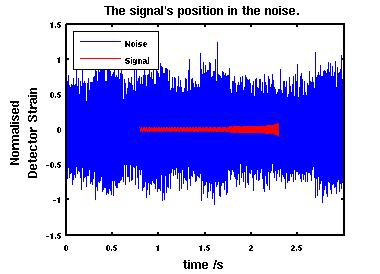 The signal's position in the noise.
Normalised
Detector Strain
1.5
1
0.5
0
-0.5
-1
-1.5
Noise
Signal
0 0.5 1 1.5 2 2.5
time /s